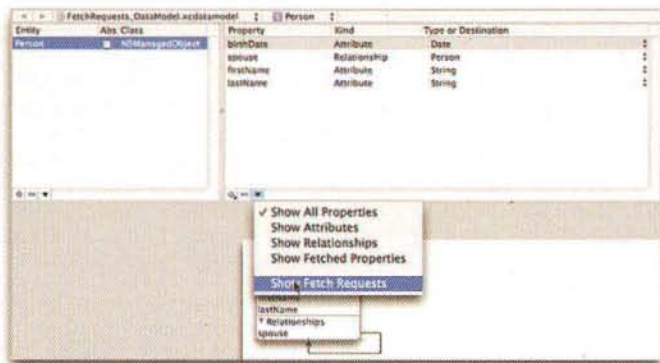 FetchRequests_DataModel.xcdatamodel Person
Entity Abs Class
Person NSManagedObject
Property Kind Type or Destination
birthDate Attribute Date
spouse Relationship Person
firstName Attribute String
lastName Attribute String
✓ Show All Properties
Show Attributes
Show Relationships
Show Fetched Properties
Show Fetch Requests
firstName
lastName
▼ Relationships
spouse